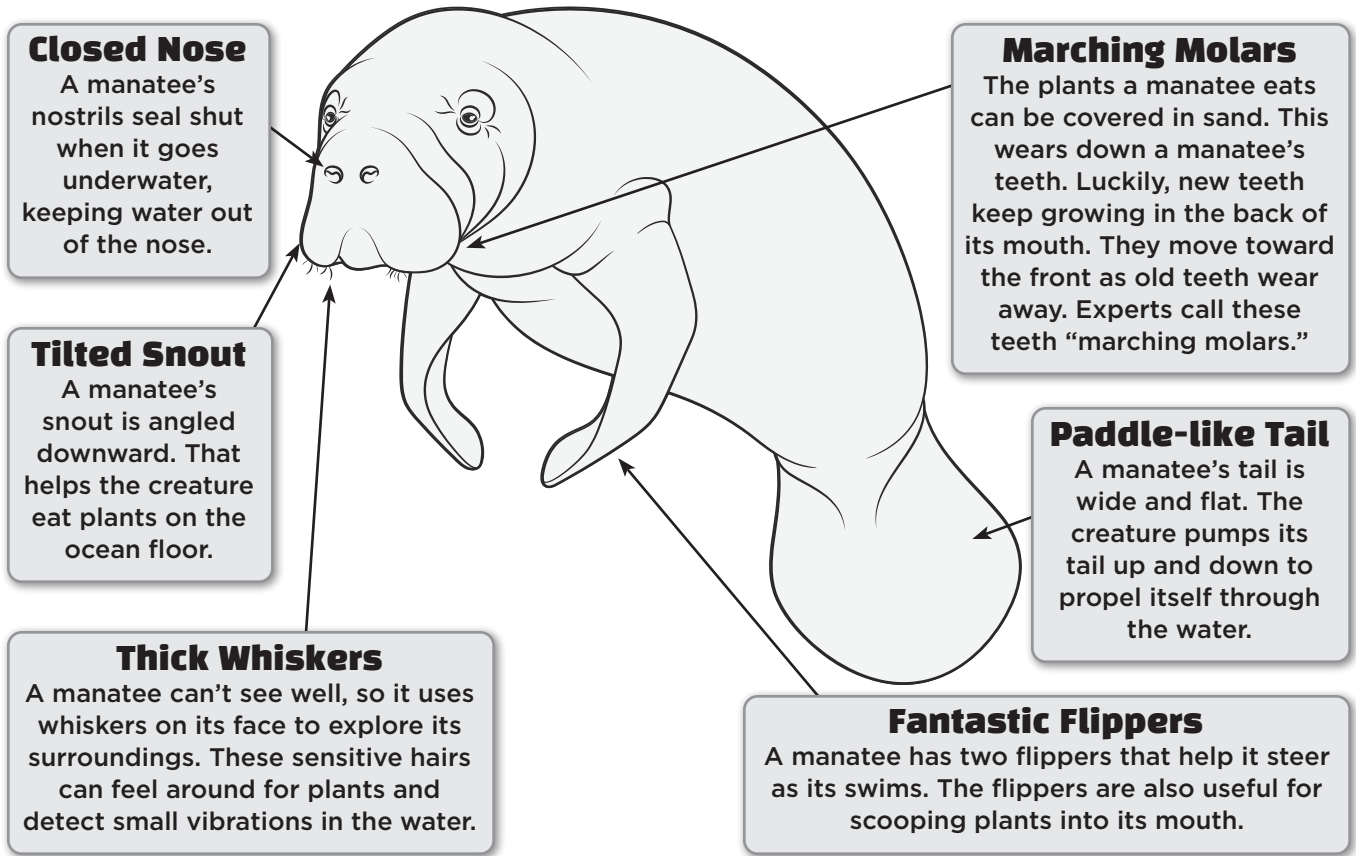 Closed Nose
A manatee’s
nostrils seal shut
when it goes
underwater,
keeping water out
of the nose.
Tilted Snout
A manatee’s
snout is angled
downward. That
helps the creature
eat plants on the
ocean floor.
Thick Whiskers
A manatee can’t see well, so it uses
whiskers on its face to explore its
surroundings. These sensitive hairs
can feel around for plants and
detect small vibrations in the water.
Marching Molars
The plants a manatee eats
can be covered in sand. This
wears down a manatee’s
teeth. Luckily, new teeth
keep growing in the back of
its mouth. They move toward
the front as old teeth wear
away. Experts call these
teeth “marching molars.”
Paddle-like Tail
A manatee’s tail is
wide and flat. The
creature pumps its
tail up and down to
propel itself through
the water.
Fantastic Flippers
A manatee has two flippers that help it steer
as its swims. The flippers are also useful for
scooping plants into its mouth.